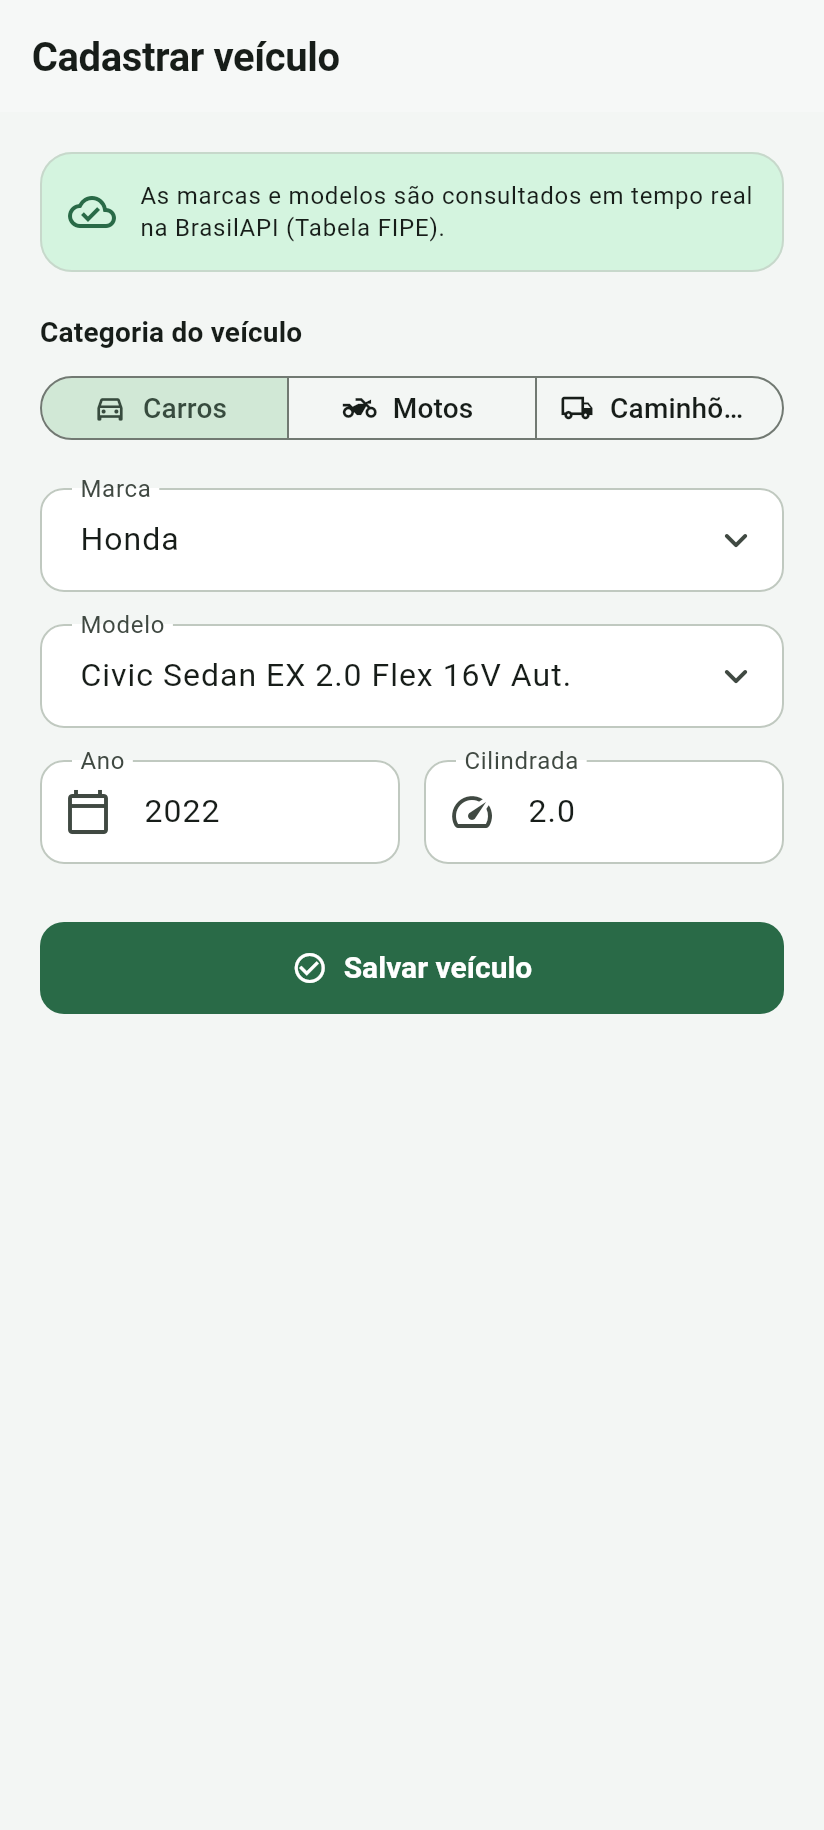 Cadastrar veículo
As marcas e modelos são consultados em tempo real
na BrasilAPI (Tabela FIPE).
Categoria do veículo
Carros
Motos
Caminhõ…
Marca
Honda
Modelo
Civic Sedan EX 2.0 Flex 16V Aut.
Ano
2022
Cilindrada
2.0
Salvar veículo